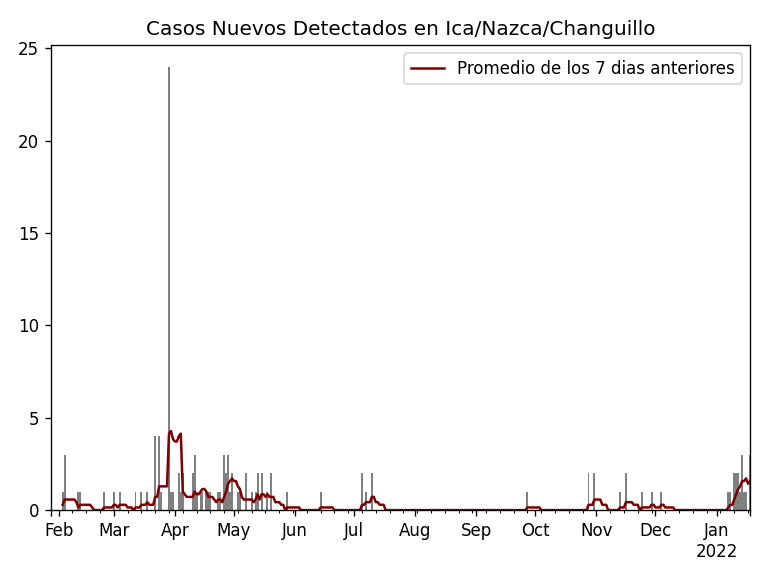 Casos Nuevos Detectados en Ica/Nazca/Changuillo
Promedio de los 7 dias anteriores
25
20
15
10
5
0
Feb Mar Apr May Jun Jul Aug Sep Oct Nov Dec Jan
2022